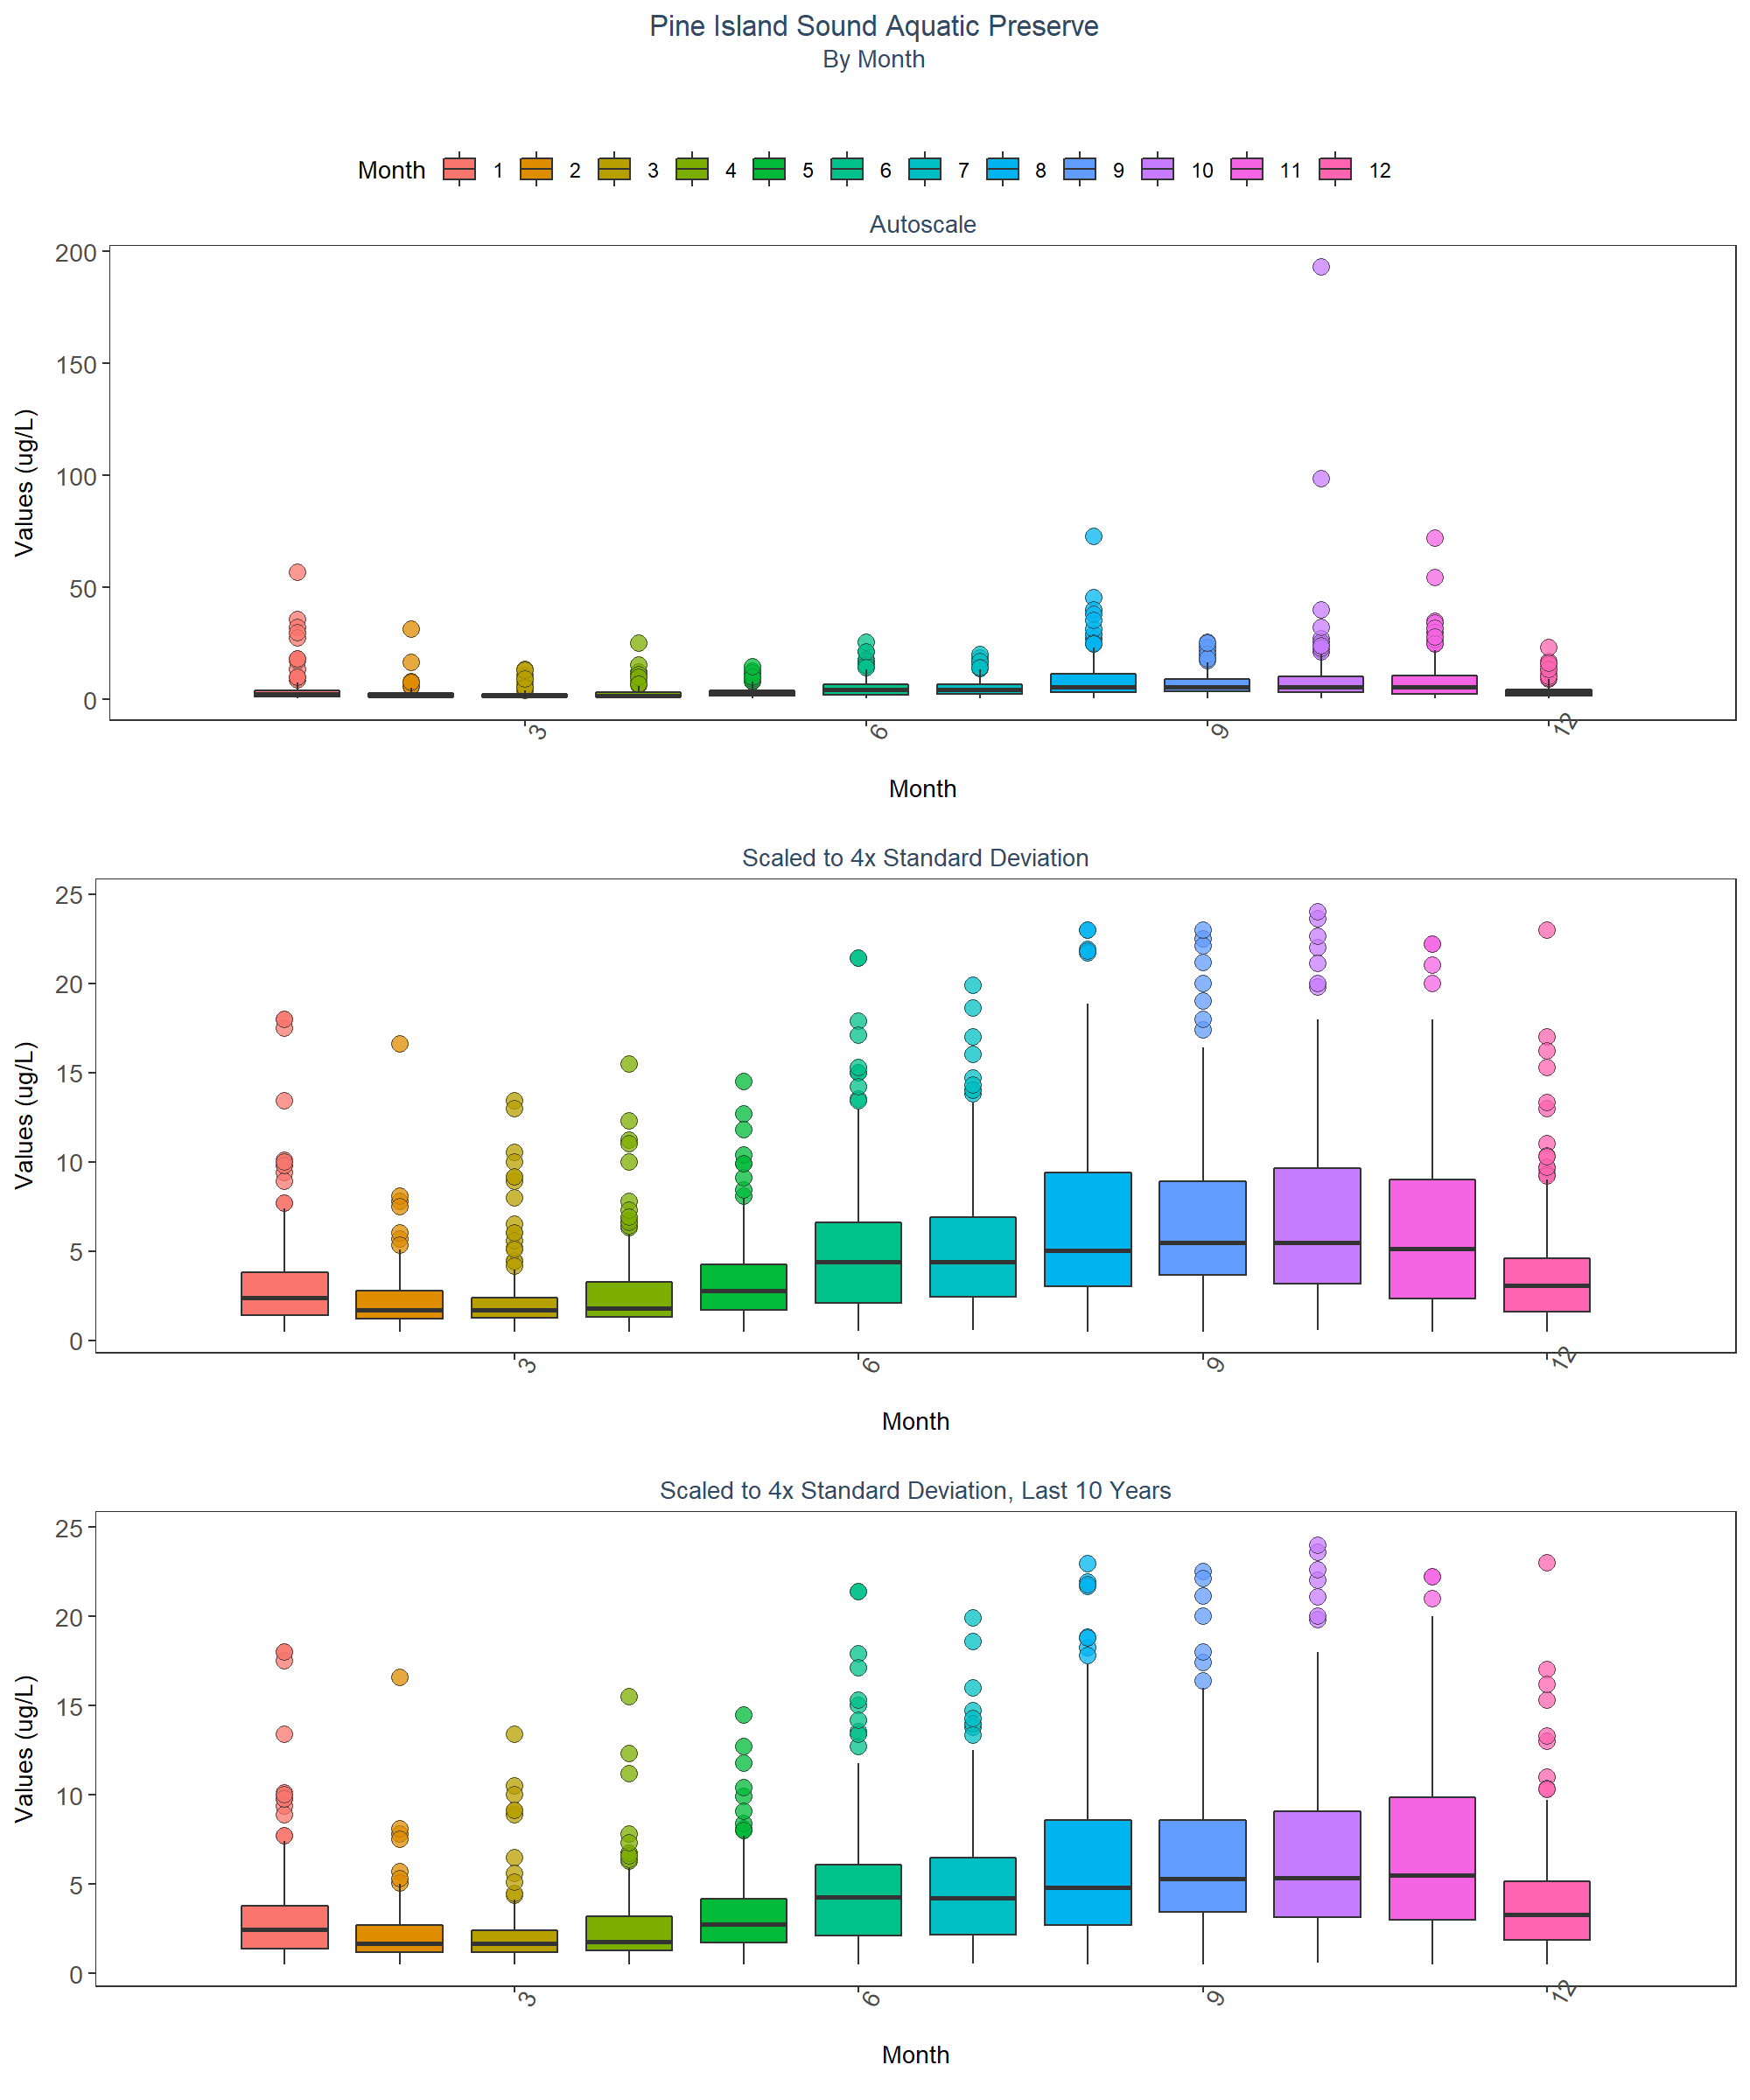 Pine Island Sound Aquatic Preserve
By Month
Month 1 2 3 4 5 6 7 8 9 10 11 12
Autoscale
Values (ug/L)
200
150
100
50
0
3 6 9 12
Month
Scaled to 4x Standard Deviation
Values (ug/L)
25
20
15
10
5
0
3 6 9 12
Month
Scaled to 4x Standard Deviation, Last 10 Years
Values (ug/L)
25
20
15
10
5
0
3 6 9 12
Month